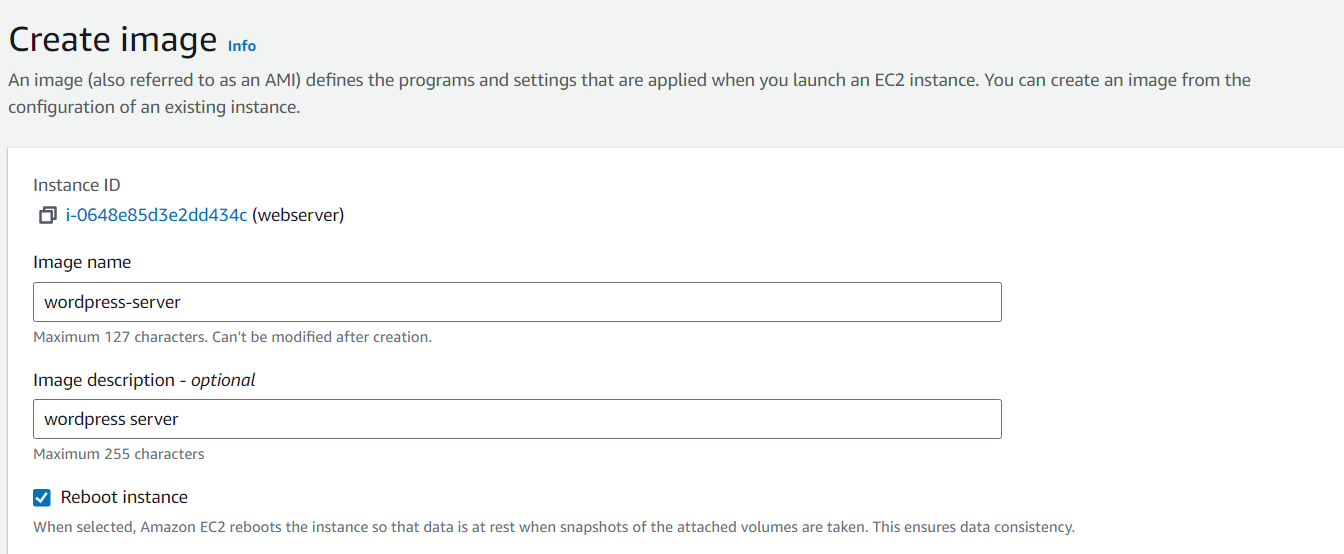 Create image Info
An image (also referred to as an AMI) defines the programs and settings that are applied when you launch an EC2 instance. You can create an image from the
configuration of an existing instance.
Instance ID
i-0648e85d3e2dd434c (webserver)
Image name
wordpress-server
Maximum 127 characters. Can't be modified after creation.
Image description - optional
wordpress server
Maximum 255 characters
Reboot instance
When selected, Amazon EC2 reboots the instance so that data is at rest when snapshots of the attached volumes are taken. This ensures data consistency.